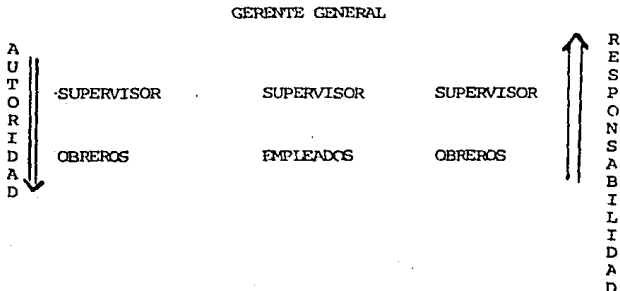 GERENTE GENERAL
AUTORIDAD
SUPERVISOR SUPERVISOR SUPERVISOR
OBREROS EMPLEADOS OBREROS
RESPONSABILIDAD